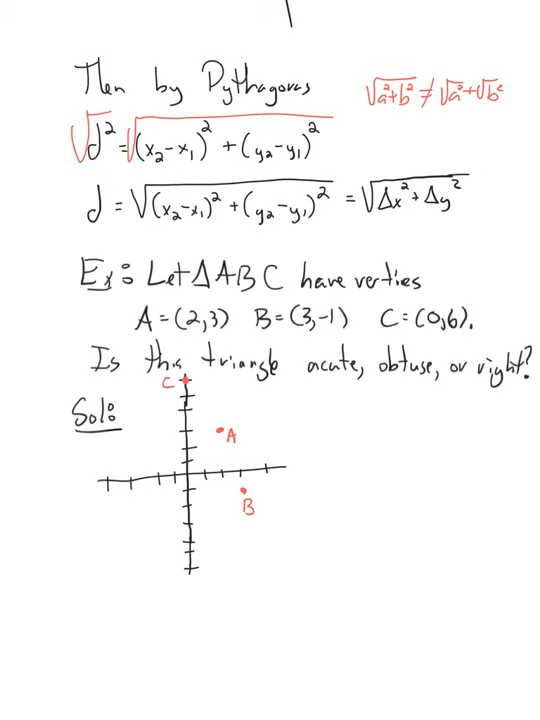 Then by Pythagoras
√a²+b² ≠ √a²+√b²
√d² = √(x₂-x₁)² + (y₂-y₁)²
d = √(x₂-x₁)² + (y₂-y₁)² = √Δx² + Δy²
Ex: Let ΔABC have verties
A = (2,3) B = (3,-1) C = (0,6).
Is this triangle acute, obtuse, or right?
Sol:
C
A
B